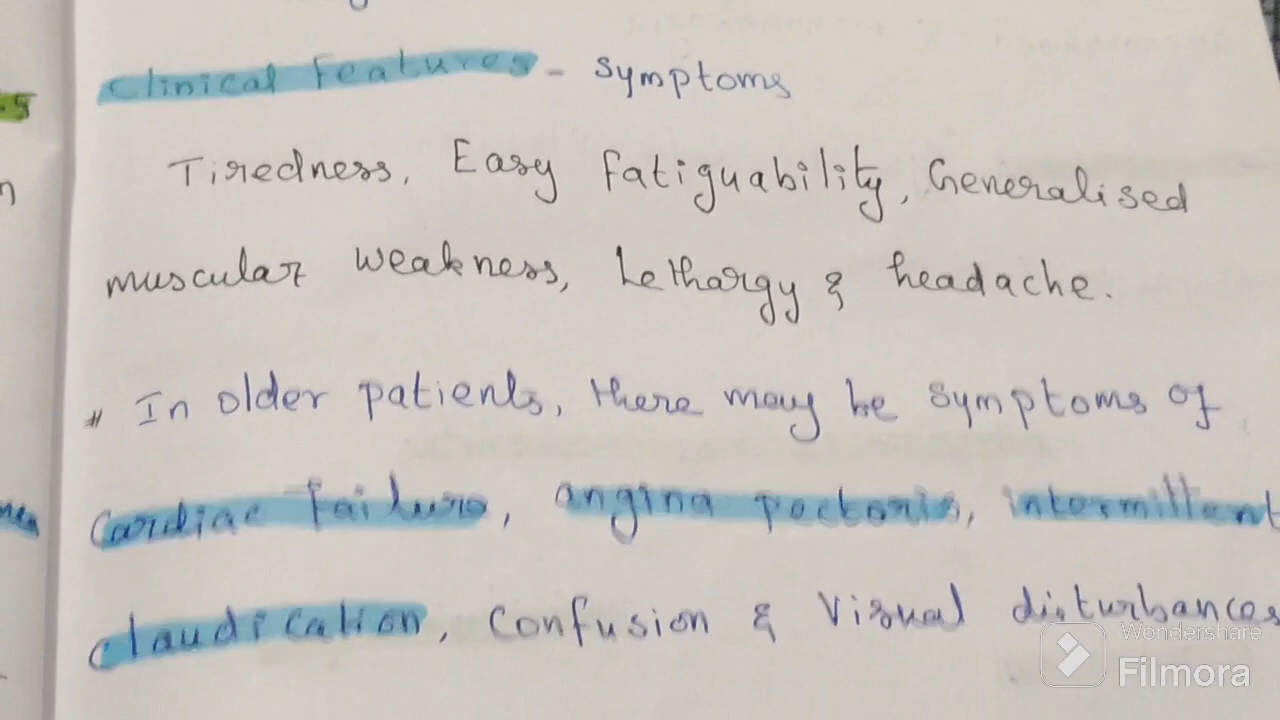 Clinical Features - Symptoms
Tiredness, Easy fatiguability, Generalised
muscular weakness, Lethargy & headache.
# In older patients, there may be symptoms of
Cardiac failure, angina pectoris, intermittent
claudication, Confusion & Visual disturbances
Wondershare
Filmora